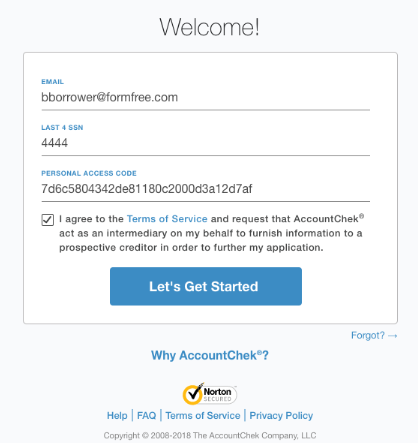 Welcome!
EMAIL
bborrower@formfree.com
LAST 4 SSN
4444
PERSONAL ACCESS CODE
7d6c5804342de81180c2000d3a12d7af
I agree to the Terms of Service and request that AccountChek®
act as an intermediary on my behalf to furnish information to a
prospective creditor in order to further my application.
Let's Get Started
Forgot? →
Why AccountChek®?
Norton
SECURED
Help | FAQ | Terms of Service | Privacy Policy
Copyright © 2008-2018 The AccountChek Company, LLC